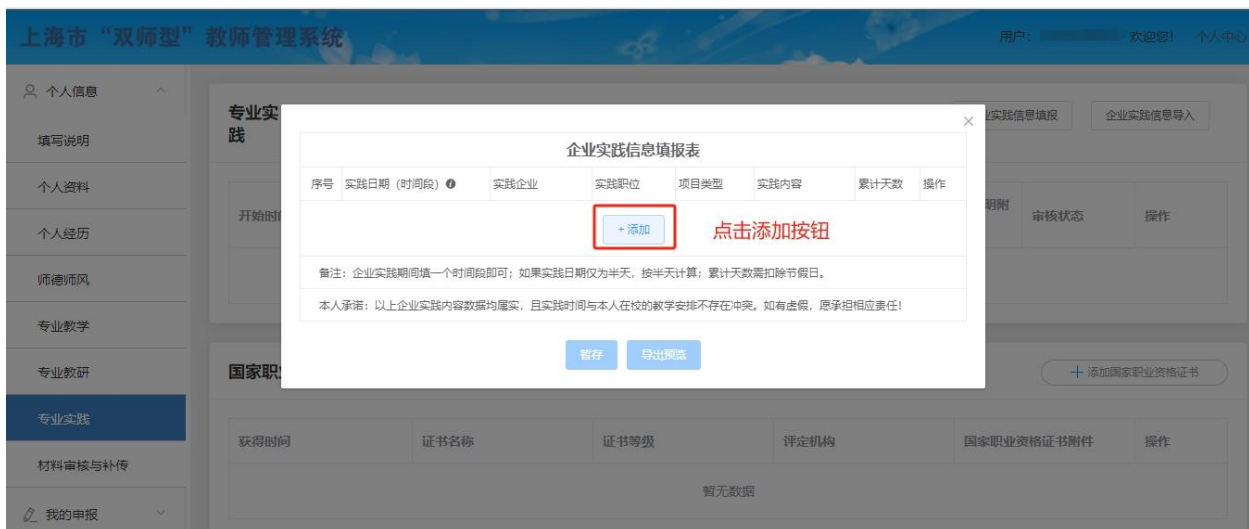 上海市“双师型”教师管理系统
用户：
欢迎您!
个人中心
个人信息
填写说明
个人资料
个人经历
师德师风
专业教学
专业教研
专业实践
材料审核与补传
我的申报
专业实
践
业实践信息填报
企业实践信息导入
开始时
明附
审核状态
操作
企业实践信息填报表
序号 实践日期（时间段） 实践企业 实践职位 项目类型 实践内容 累计天数 操作
+ 添加
点击添加按钮
备注：企业实践期间填一个时间段即可；如果实践日期仅为半天，按半天计算；累计天数需扣除节假日。
本人承诺：以上企业实践内容数据均属实，且实践时间与本人在校的教学安排不存在冲突。如有虚假，愿承担相应责任！
暂存
导出预览
国家职
添加国家职业资格证书
获得时间 证书名称 证书等级 评定机构 国家职业资格证书附件 操作
暂无数据